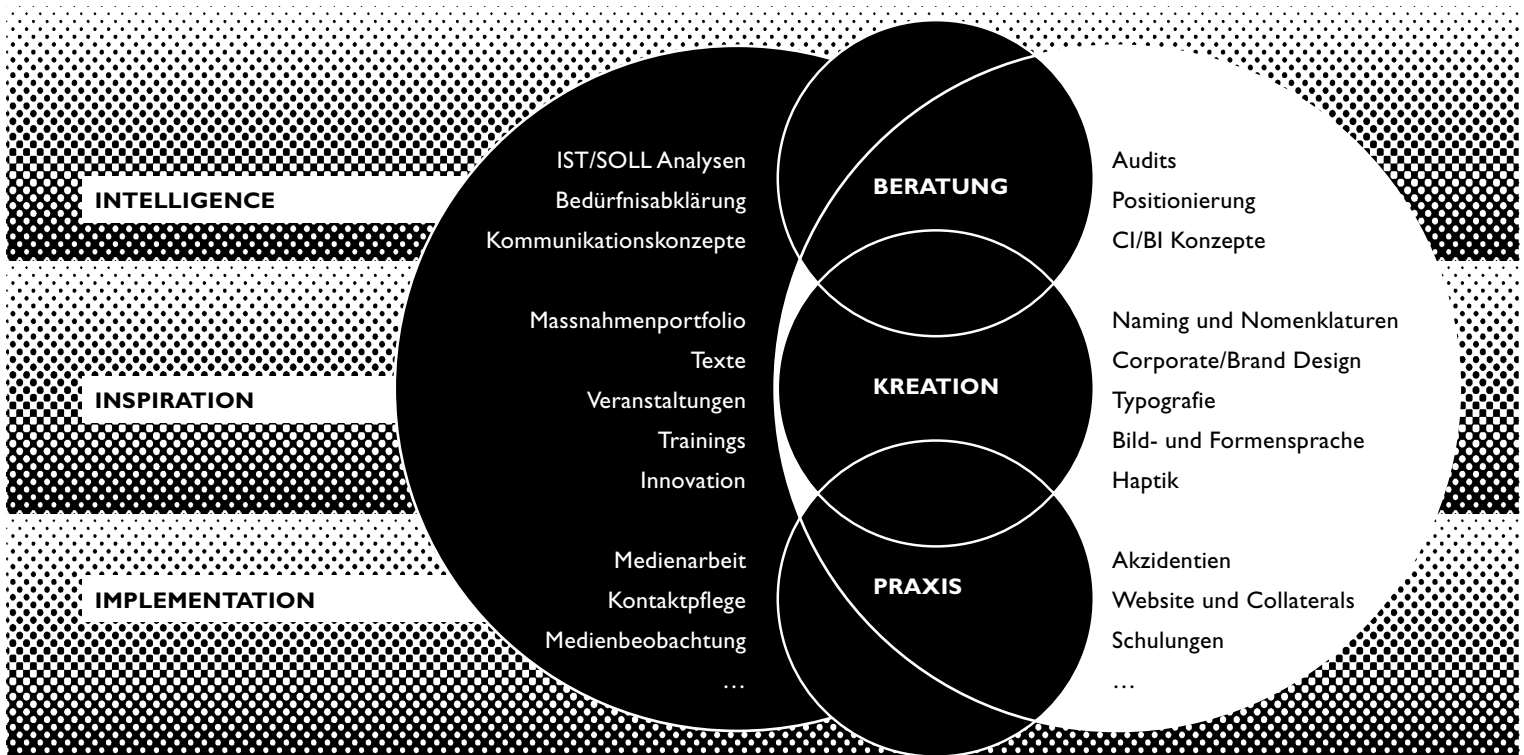 INTELLIGENCE
IST/SOLL Analysen
Bedürfnisabklärung
Kommunikationskonzepte
BERATUNG
Audits
Positionierung
CI/BI Konzepte
INSPIRATION
Massnahmenportfolio
Texte
Veranstaltungen
Trainings
Innovation
KREATION
Naming und Nomenklaturen
Corporate/Brand Design
Typografie
Bild- und Formensprache
Haptik
IMPLEMENTATION
Medienarbeit
Kontaktpflege
Medienbeobachtung
…
PRAXIS
Akzidentien
Website und Collaterals
Schulungen
…